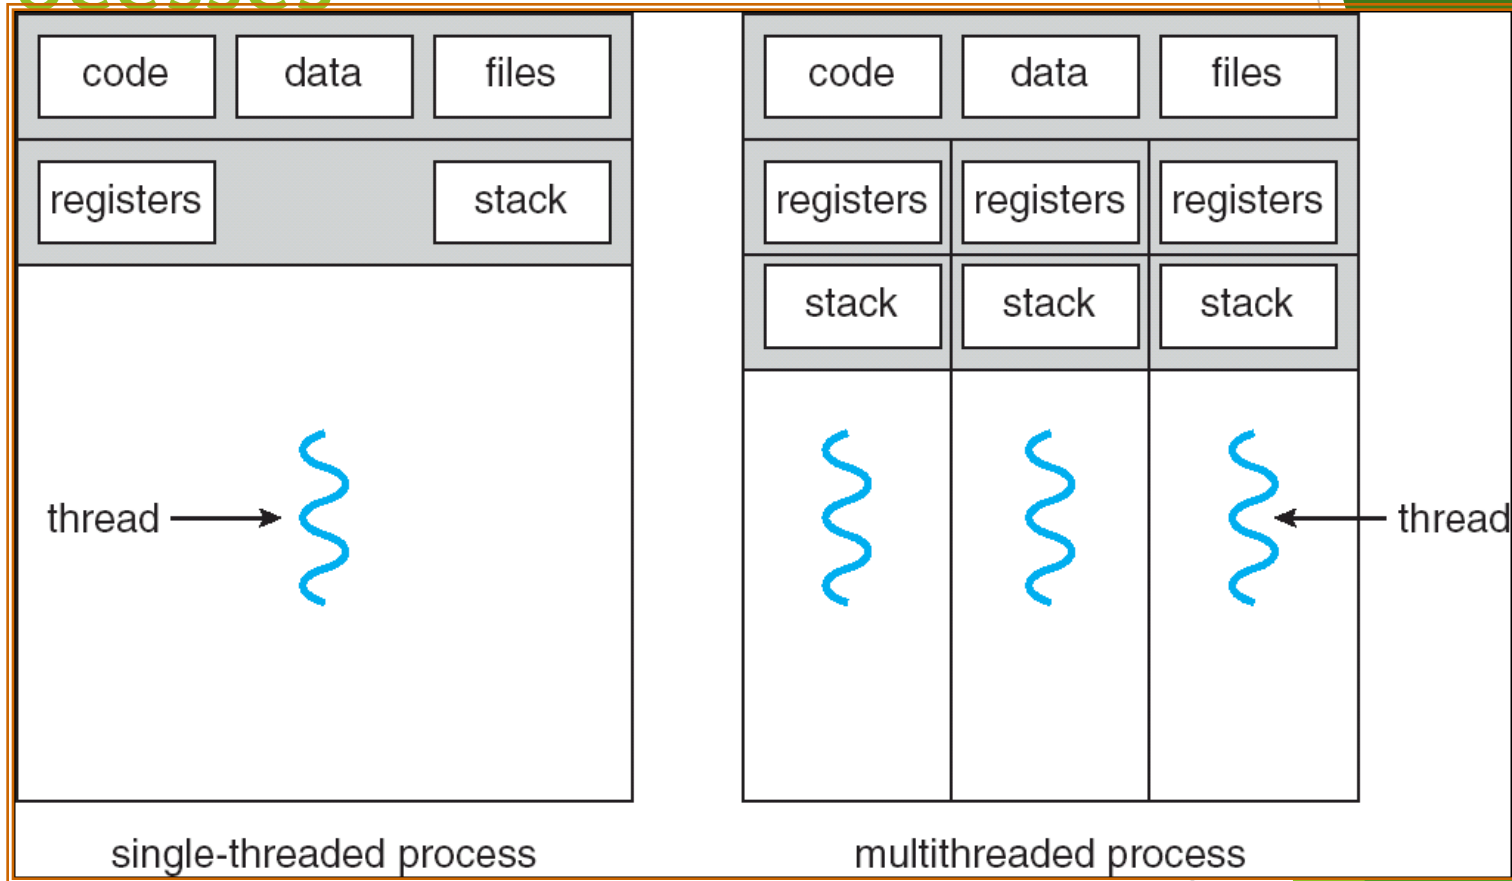 code data files
registers stack
thread
single-threaded process
code data files
registers registers registers
stack stack stack
thread
multithreaded process